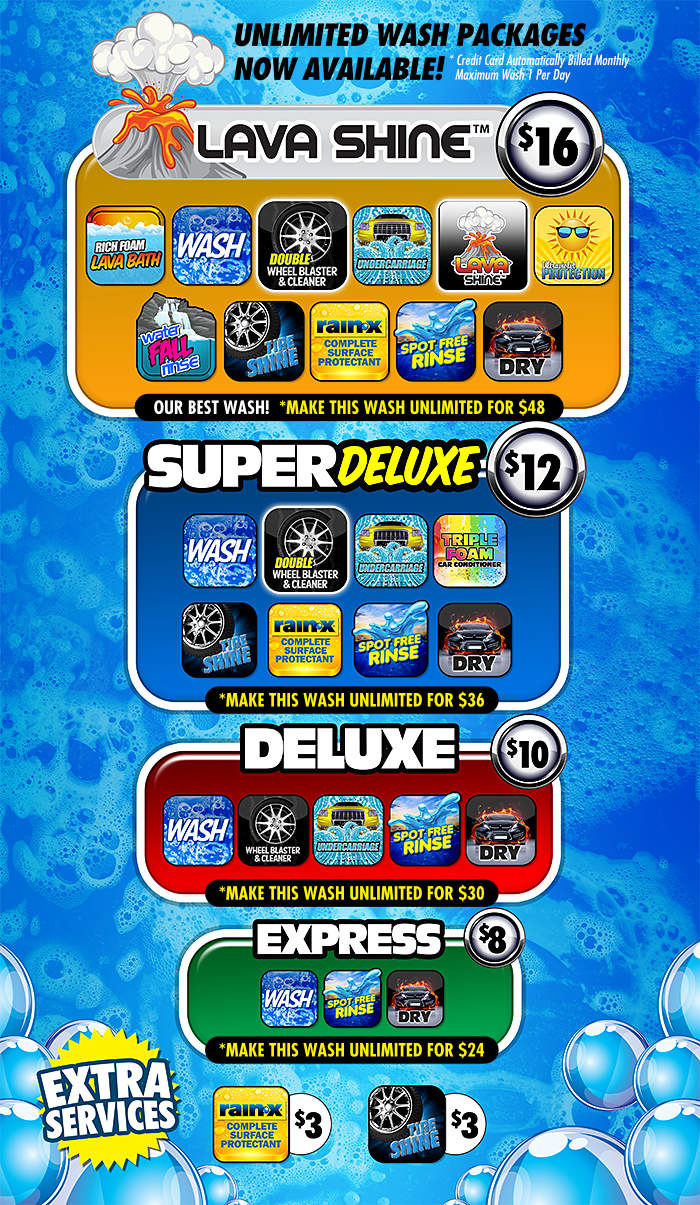 UNLIMITED WASH PACKAGES
NOW AVAILABLE!
* Credit Card Automatically Billed Monthly
Maximum Wash 1 Per Day
LAVA SHINE™
$16
RICH FOAM
LAVA BATH
WASH
DOUBLE
WHEEL BLASTER
& CLEANER
UNDERCARRIAGE
LAVA
SHINE
PROTECTION
water
FALL
rinse
TIRE
SHINE
rain-x
COMPLETE
SURFACE
PROTECTANT
SPOT FREE
RINSE
DRY
OUR BEST WASH! *MAKE THIS WASH UNLIMITED FOR $48
SUPER DELUXE
$12
WASH
DOUBLE
WHEEL BLASTER
& CLEANER
UNDERCARRIAGE
TRIPLE
FOAM
CAR CONDITIONER
TIRE
SHINE
rain-x
COMPLETE
SURFACE
PROTECTANT
SPOT FREE
RINSE
DRY
*MAKE THIS WASH UNLIMITED FOR $36
DELUXE
$10
WASH
WHEEL BLASTER
& CLEANER
UNDERCARRIAGE
SPOT FREE
RINSE
DRY
*MAKE THIS WASH UNLIMITED FOR $30
EXPRESS
$8
WASH
SPOT FREE
RINSE
DRY
*MAKE THIS WASH UNLIMITED FOR $24
EXTRA
SERVICES
rain-x
COMPLETE
SURFACE
PROTECTANT
$3
TIRE
SHINE
$3